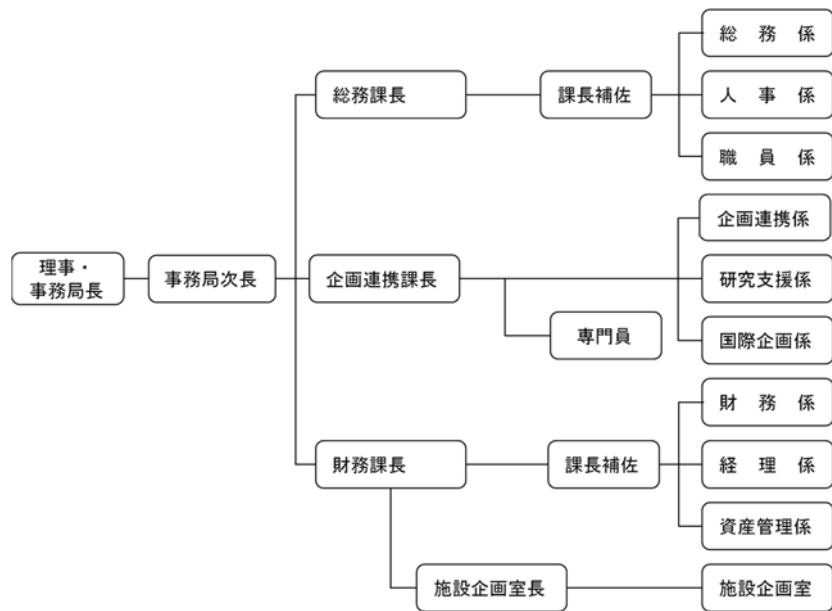 総務係
総務課長
課長補佐
人事係
職員係
企画連携係
理事・
事務局長
事務局次長
企画連携課長
研究支援係
専門員
国際企画係
財務係
財務課長
課長補佐
経理係
資産管理係
施設企画室長
施設企画室